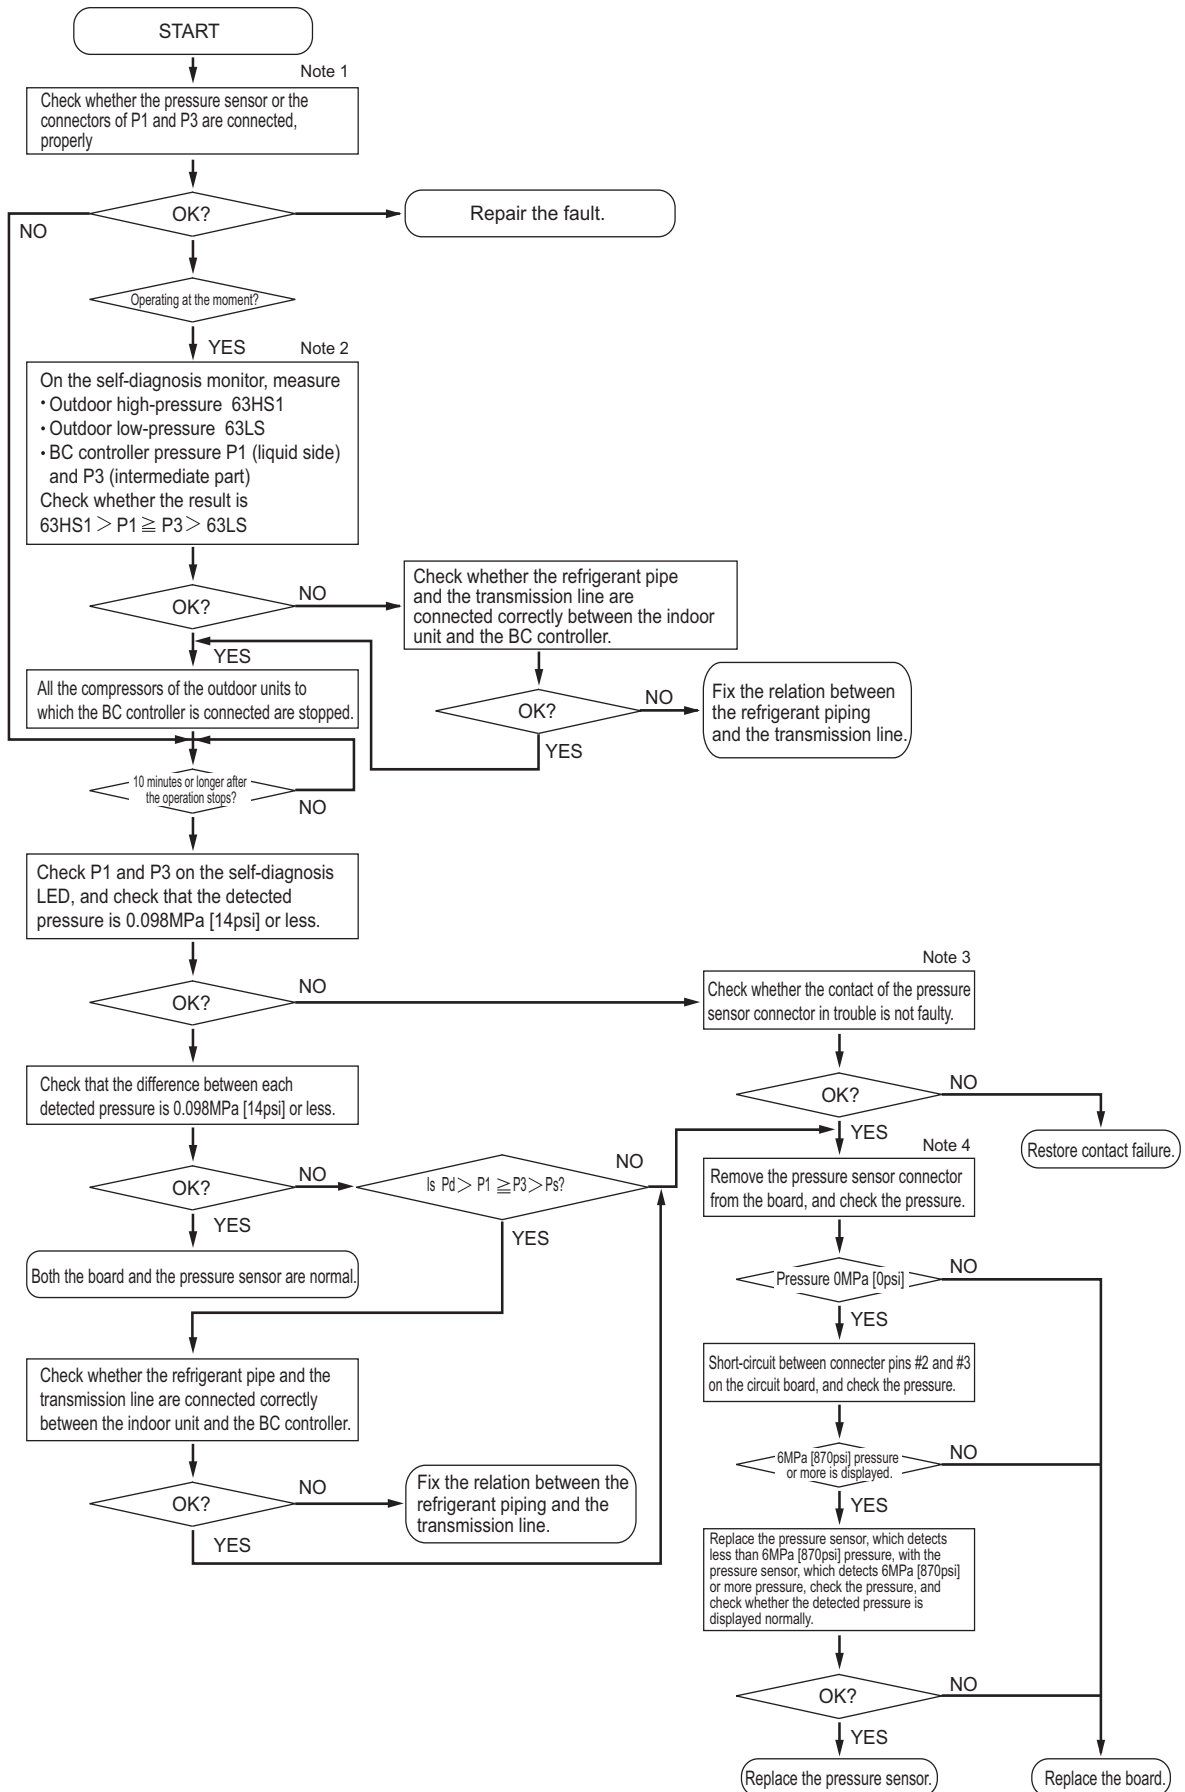 START
Note 1
Check whether the pressure sensor or the
connectors of P1 and P3 are connected,
properly
OK?
Repair the fault.
NO
Operating at the moment?
YES
Note 2
On the self-diagnosis monitor, measure
• Outdoor high-pressure 63HS1
• Outdoor low-pressure 63LS
• BC controller pressure P1 (liquid side)
and P3 (intermediate part)
Check whether the result is
63HS1＞P1≧P3＞63LS
OK?
NO
Check whether the refrigerant pipe
and the transmission line are
connected correctly between the indoor
unit and the BC controller.
YES
All the compressors of the outdoor units to
which the BC controller is connected are stopped.
OK?
NO
Fix the relation between
the refrigerant piping
and the transmission line.
YES
10 minutes or longer after
the operation stops?
NO
Check P1 and P3 on the self-diagnosis
LED, and check that the detected
pressure is 0.098MPa [14psi] or less.
OK?
NO
Note 3
Check whether the contact of the pressure
sensor connector in trouble is not faulty.
Check that the difference between each
detected pressure is 0.098MPa [14psi] or less.
OK?
NO
YES
Restore contact failure.
OK?
NO
Is Pd＞P1≧P3＞Ps?
NO
YES
YES
Both the board and the pressure sensor are normal.
Note 4
Remove the pressure sensor connector
from the board, and check the pressure.
Pressure 0MPa [0psi]
NO
YES
Check whether the refrigerant pipe and the
transmission line are connected correctly
between the indoor unit and the BC controller.
Short-circuit between connecter pins #2 and #3
on the circuit board, and check the pressure.
OK?
NO
Fix the relation between the
refrigerant piping and the
transmission line.
YES
6MPa [870psi] pressure
or more is displayed.
NO
YES
Replace the pressure sensor, which detects
less than 6MPa [870psi] pressure, with the
pressure sensor, which detects 6MPa [870psi]
or more pressure, check the pressure, and
check whether the detected pressure is
displayed normally.
OK?
NO
YES
Replace the pressure sensor.
Replace the board.